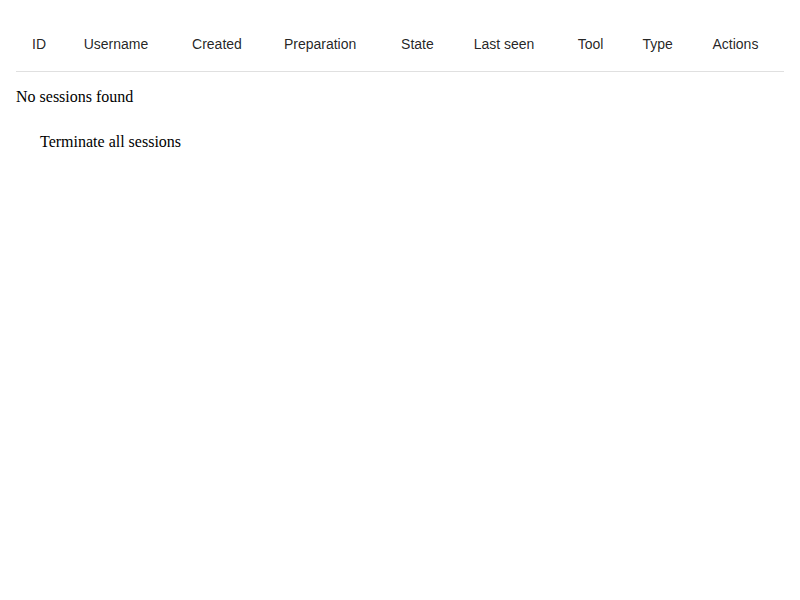 ID Username Created Preparation State Last seen Tool Type Actions
No sessions found
Terminate all sessions